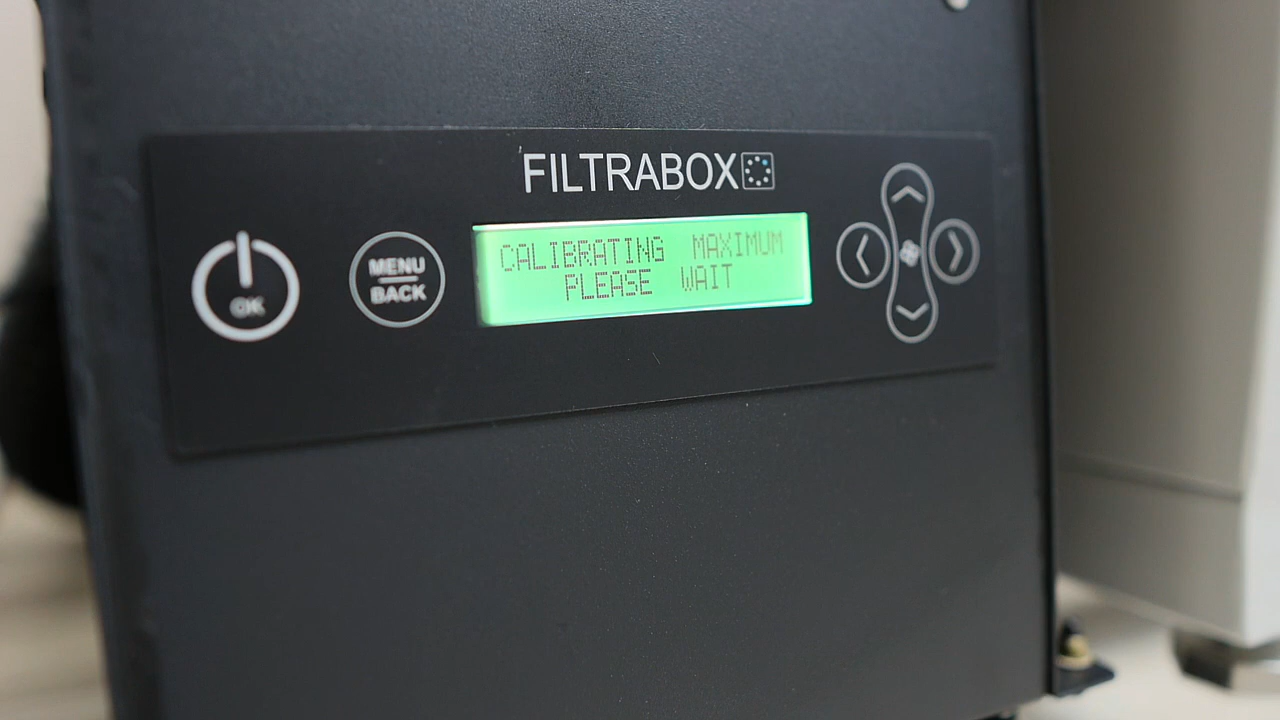 FILTRABOX
CALIBRATING MAXIMUM
PLEASE WAIT
OK
MENU
BACK